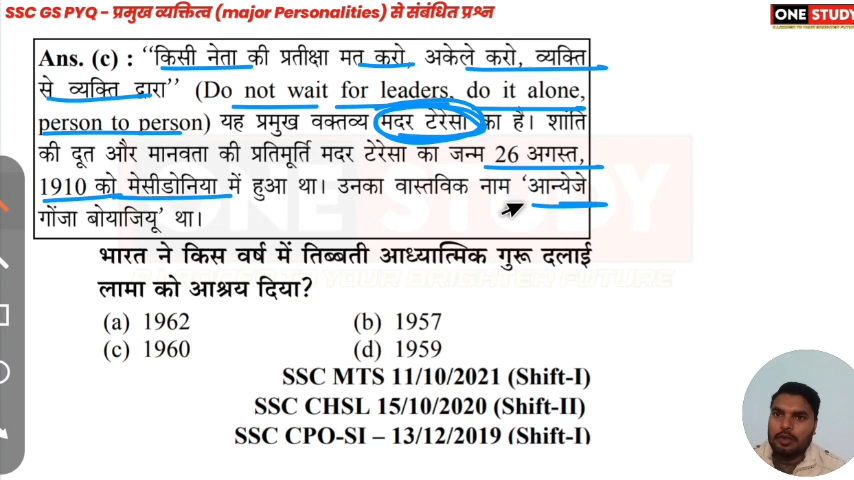 SSC GS PYQ - प्रमुख व्यक्तित्व (major Personalities) से संबंधित प्रश्न
ONE STUDY
Ans. (c) : ‘‘किसी नेता की प्रतीक्षा मत करो, अकेले करो, व्यक्ति
से व्यक्ति द्वारा’’ (Do not wait for leaders, do it alone,
person to person) यह प्रमुख वक्तव्य मदर टेरेसा का है। शांति
की दूत और मानवता की प्रतिमूर्ति मदर टेरेसा का जन्म 26 अगस्त,
1910 को मेसीडोनिया में हुआ था। उनका वास्तविक नाम ‘आन्येजे
गोंजा बोयाजियू’ था।
भारत ने किस वर्ष में तिब्बती आध्यात्मिक गुरू दलाई
लामा को आश्रय दिया?
(a) 1962 (b) 1957
(c) 1960 (d) 1959
SSC MTS 11/10/2021 (Shift-I)
SSC CHSL 15/10/2020 (Shift-II)
SSC CPO-SI – 13/12/2019 (Shift-I)